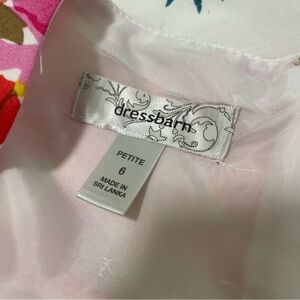 dressbarn
PETITE
6
MADE IN
SRI LANKA